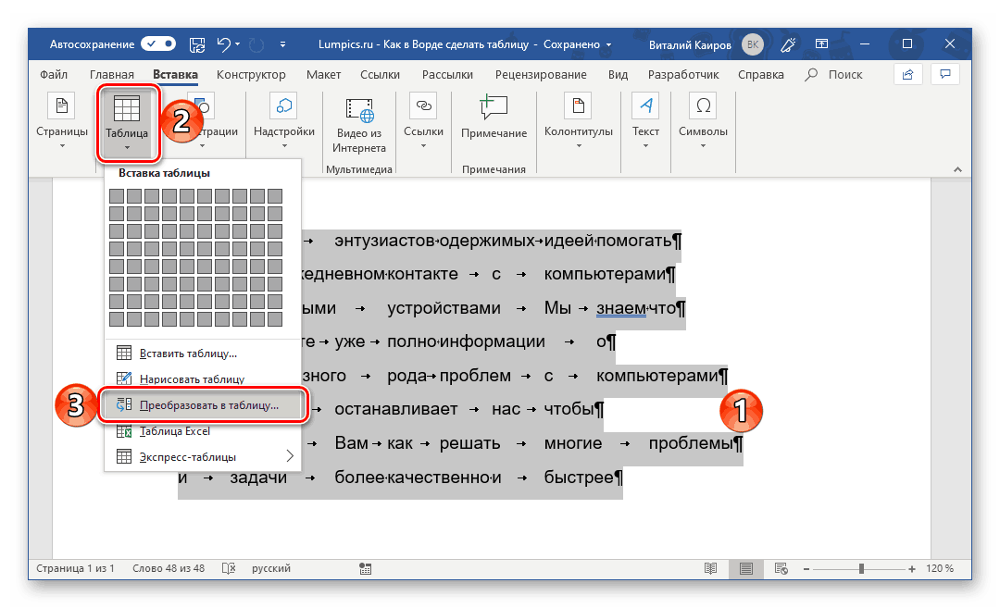 Автосохранение Lumpics.ru - Как в Ворде сделать таблицу - Сохранено Виталий Каиров ВК
Файл Главная Вставка Конструктор Макет Ссылки Рассылки Рецензирование Вид Разработчик Справка Поиск
Страницы
Таблица
2
трации
Надстройки
Видео из
Интернета
Мультимедиа
Ссылки
Примечание
Примечания
Колонтитулы
Текст
Символы
Вставка таблицы
Вставить таблицу...
Нарисовать таблицу
3
Преобразовать в таблицу...
Таблица Excel
Экспресс-таблицы
1
→ энтузиастов·одержимых→идеей·помогать¶
жедневном·контакте → с → компьютерами¶
ыми → устройствами → Мы → знаем·что¶
те → уже → полно·информации → о¶
зного → рода→проблем → с → компьютерами¶
→ останавливает → нас → чтобы¶
→ Вам → как → решать → многие → проблемы¶
и → задачи → более·качественно·и → быстрее¶
Страница 1 из 1 Слово 48 из 48 русский 120 %